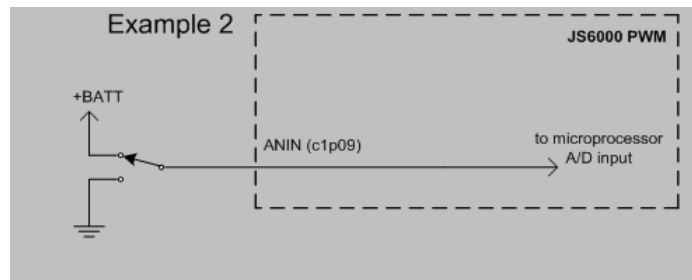 Example 2
JS6000 PWM
+BATT
ANIN (c1p09)
to microprocessor
A/D input